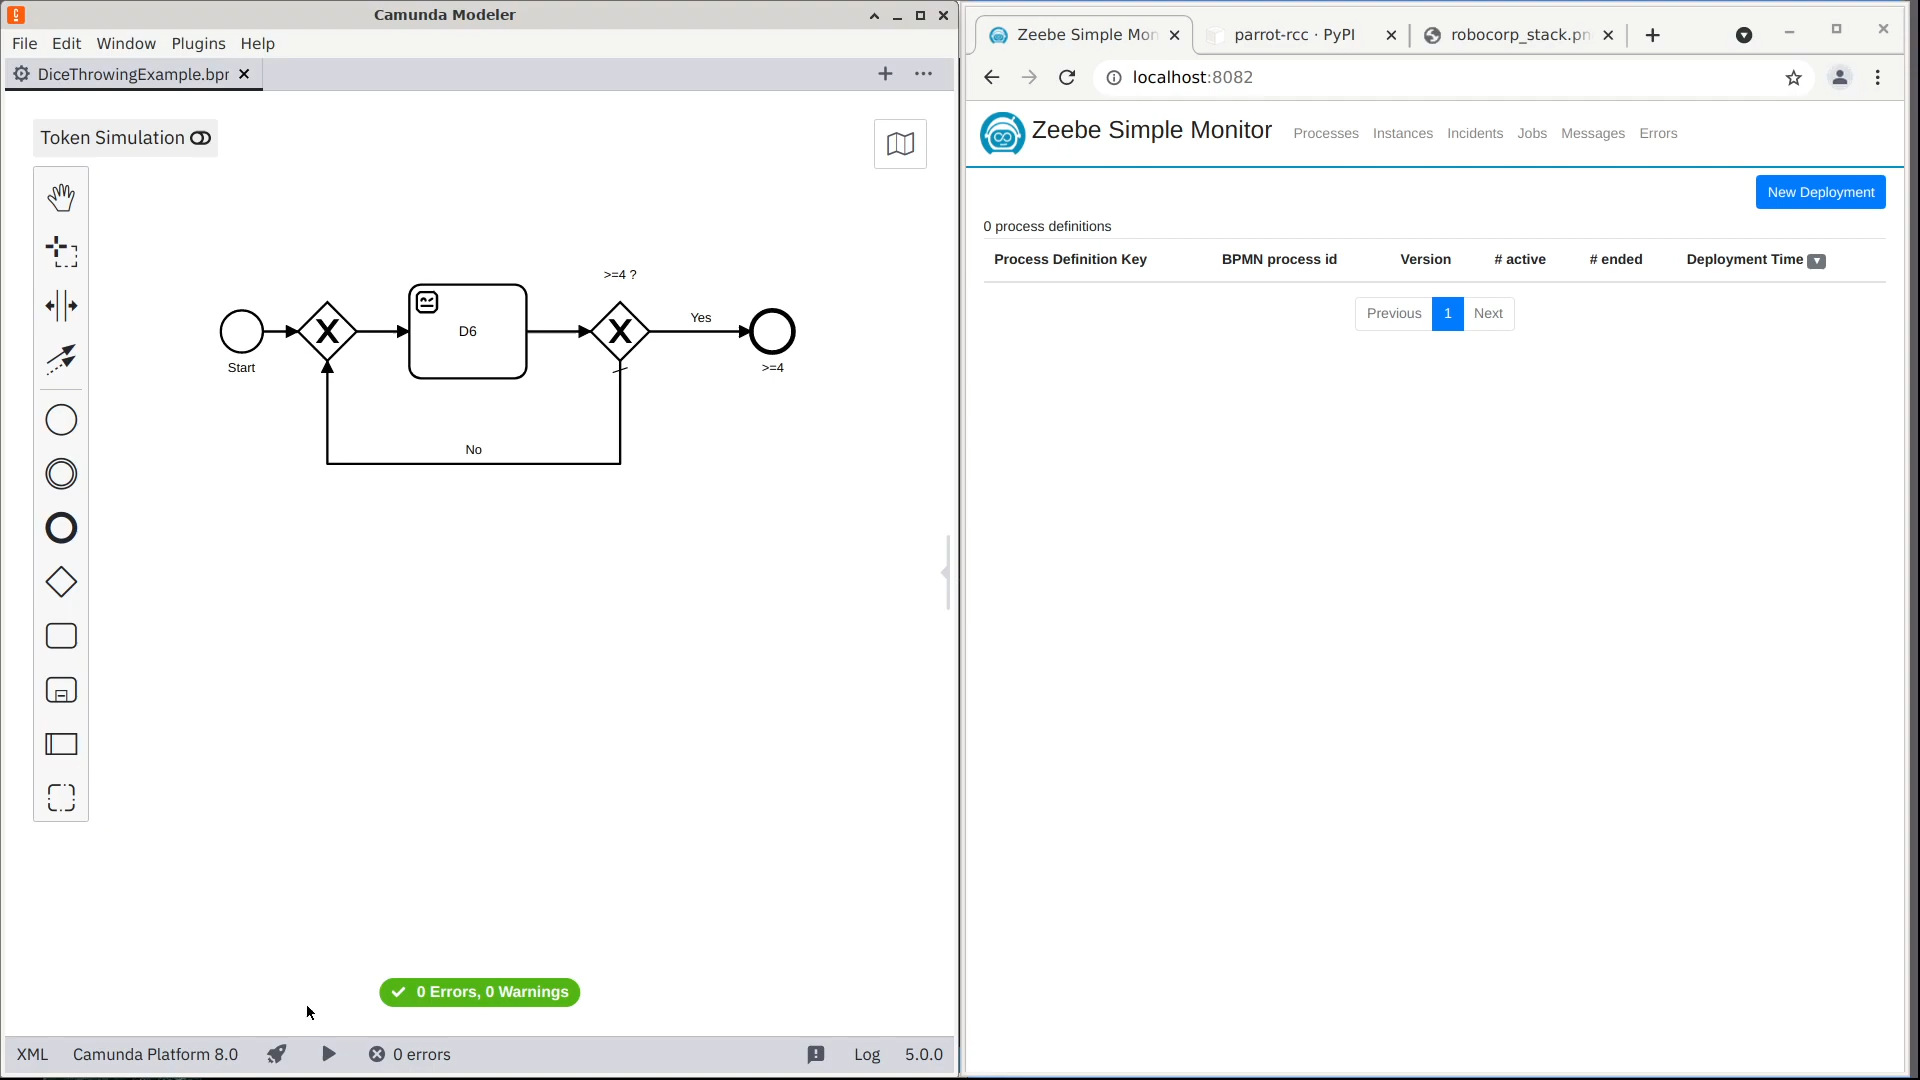 Camunda Modeler
File Edit Window Plugins Help
DiceThrowingExample.bpr
Token Simulation
>=4 ?
D6
Yes
Start
>=4
No
0 Errors, 0 Warnings
XML Camunda Platform 8.0 0 errors Log 5.0.0
Zeebe Simple Mon parrot-rcc · PyPI robocorp_stack.pn
localhost:8082
Zeebe Simple Monitor Processes Instances Incidents Jobs Messages Errors
New Deployment
0 process definitions
Process Definition Key BPMN process id Version # active # ended Deployment Time
Previous 1 Next